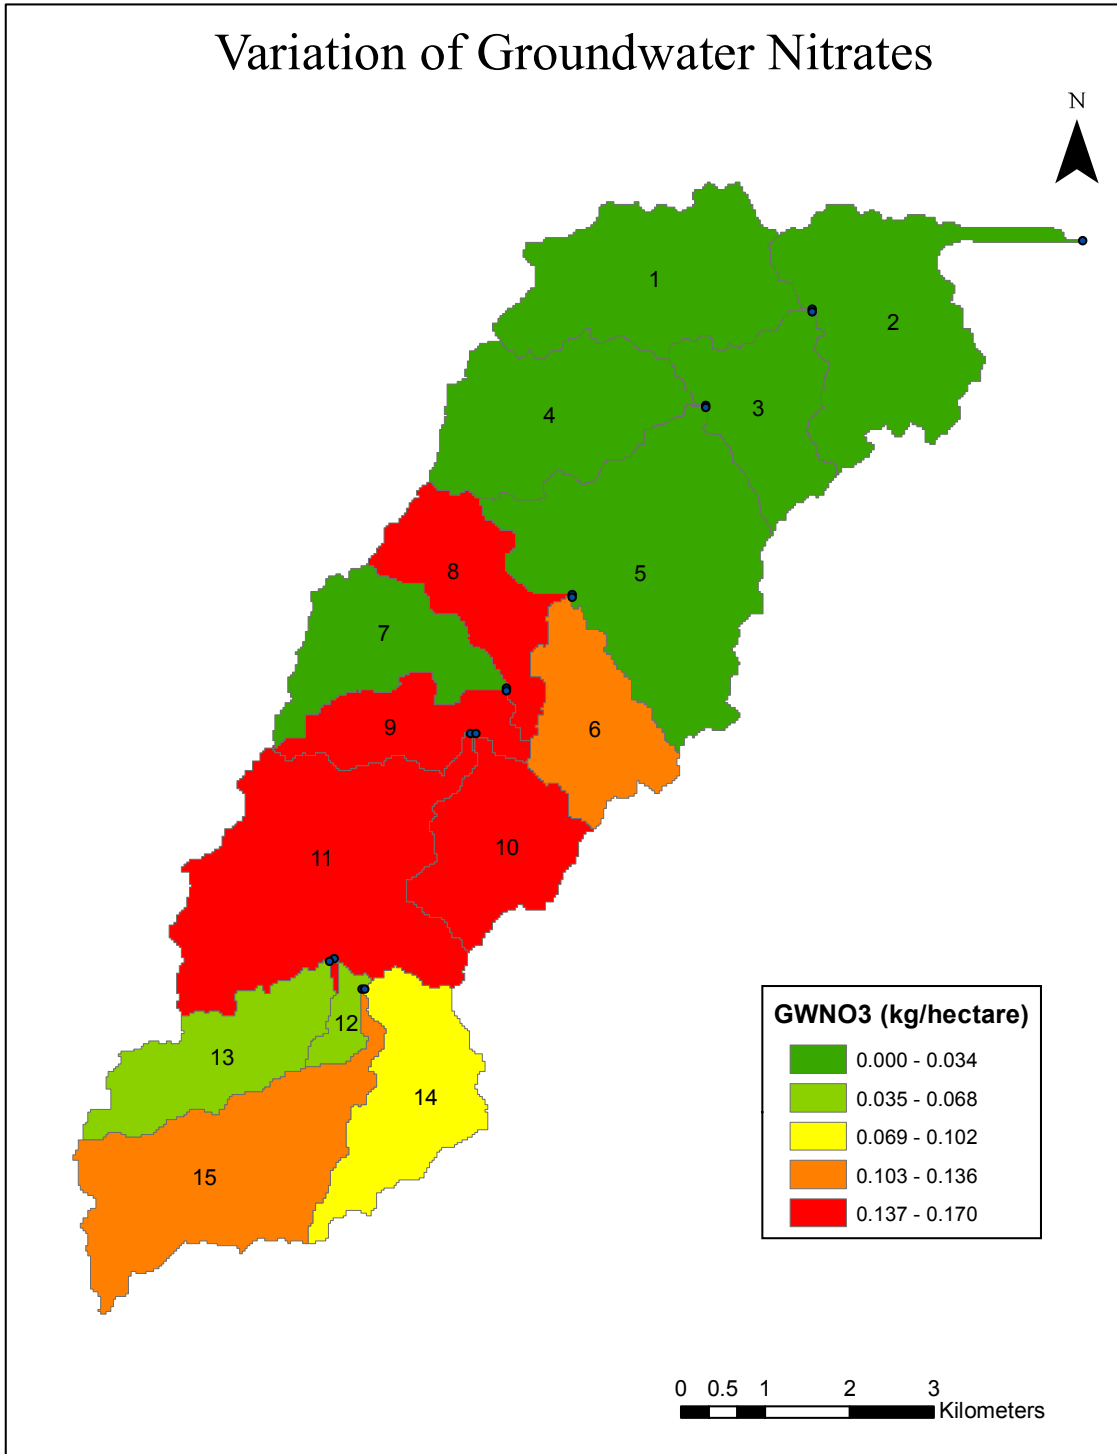 Variation of Groundwater Nitrates
N
1
2
3
4
5
8
7
9
6
10
11
12
13
14
15
GWNO3 (kg/hectare)
0.000 - 0.034
0.035 - 0.068
0.069 - 0.102
0.103 - 0.136
0.137 - 0.170
0 0.5 1 2 3
Kilometers